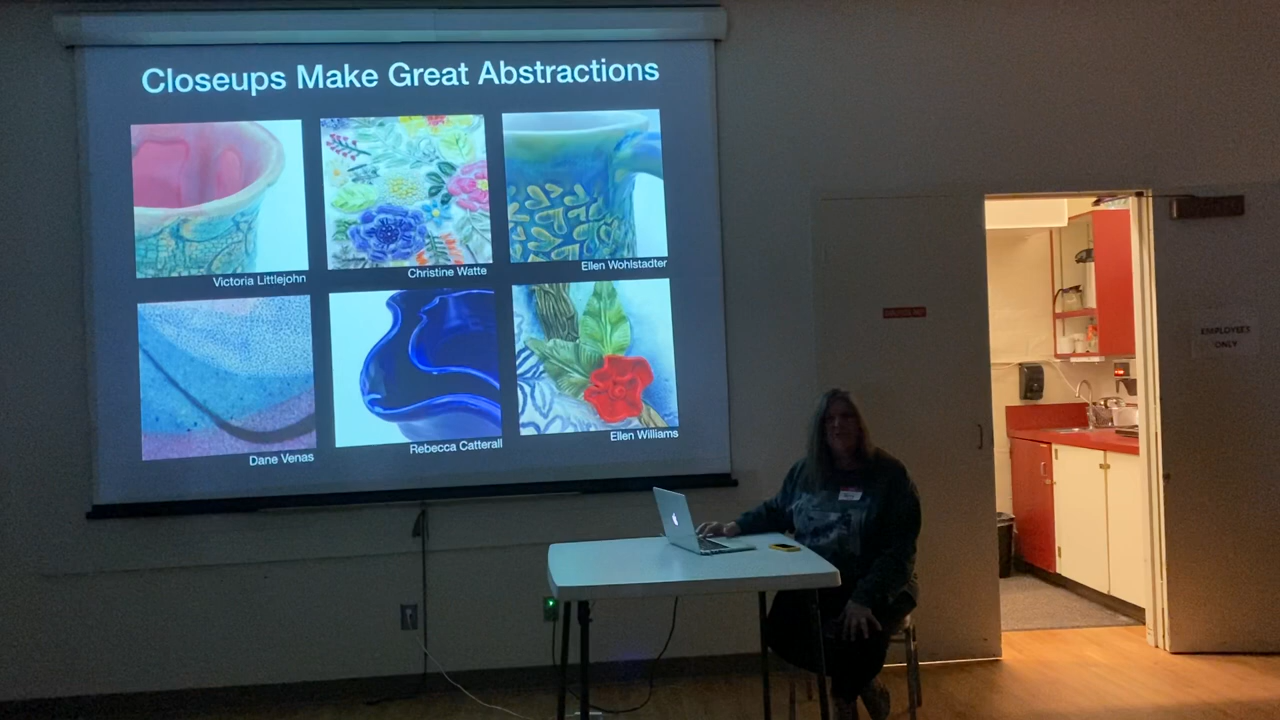 Closeups Make Great Abstractions
Victoria Littlejohn
Christine Watte
Ellen Wohlstadter
Dane Venas
Rebecca Catterall
Ellen Williams
EMPLOYEES
ONLY